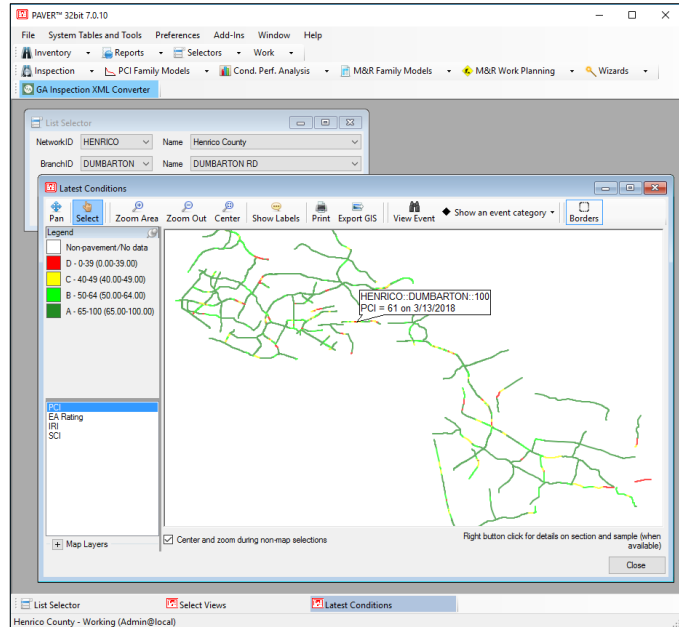 PAVER™ 32bit 7.0.10
File System Tables and Tools Preferences Add-Ins Window Help
Inventory Reports Selectors Work
Inspection PCI Family Models Cond. Perf. Analysis M&R Family Models M&R Work Planning Wizards
GA Inspection XML Converter
List Selector
NetworkID HENRICO Name Henrico County
BranchID DUMBARTON Name DUMBARTON RD
Latest Conditions
Pan Select Zoom Area Zoom Out Center Show Labels Print Export GIS View Event Show an event category Borders
Legend
Non-pavement/No data
D - 0-39 (0.00-39.00)
C - 40-49 (40.00-49.00)
B - 50-64 (50.00-64.00)
A - 65-100 (65.00-100.00)
HENRICO::DUMBARTON::100
PCI = 61 on 3/13/2018
PCI
EA Rating
IRI
SCI
Map Layers
Center and zoom during non-map selections
Right button click for details on section and sample (when
available)
Close
List Selector Select Views Latest Conditions
Henrico County - Working (Admin@local)